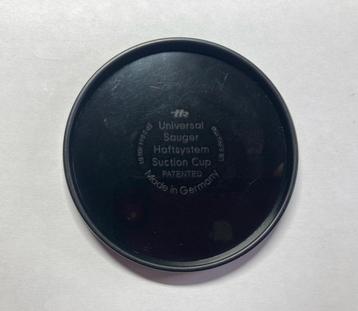 Universal
Sauger
Haftsystem
Suction Cup
PATENTED
Made in Germany